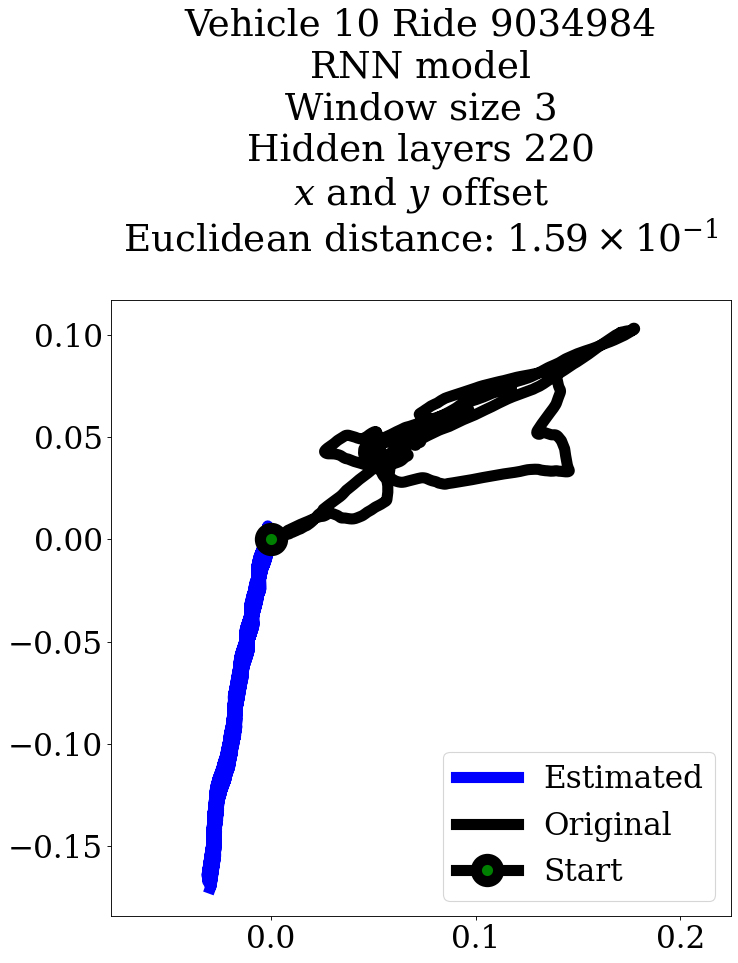 Vehicle 10 Ride 9034984
RNN model
Window size 3
Hidden layers 220
x and y offset
Euclidean distance: 1.59 × 10⁻¹
0.10
0.05
0.00
−0.05
−0.10
−0.15
0.0 0.1 0.2
Estimated
Original
Start